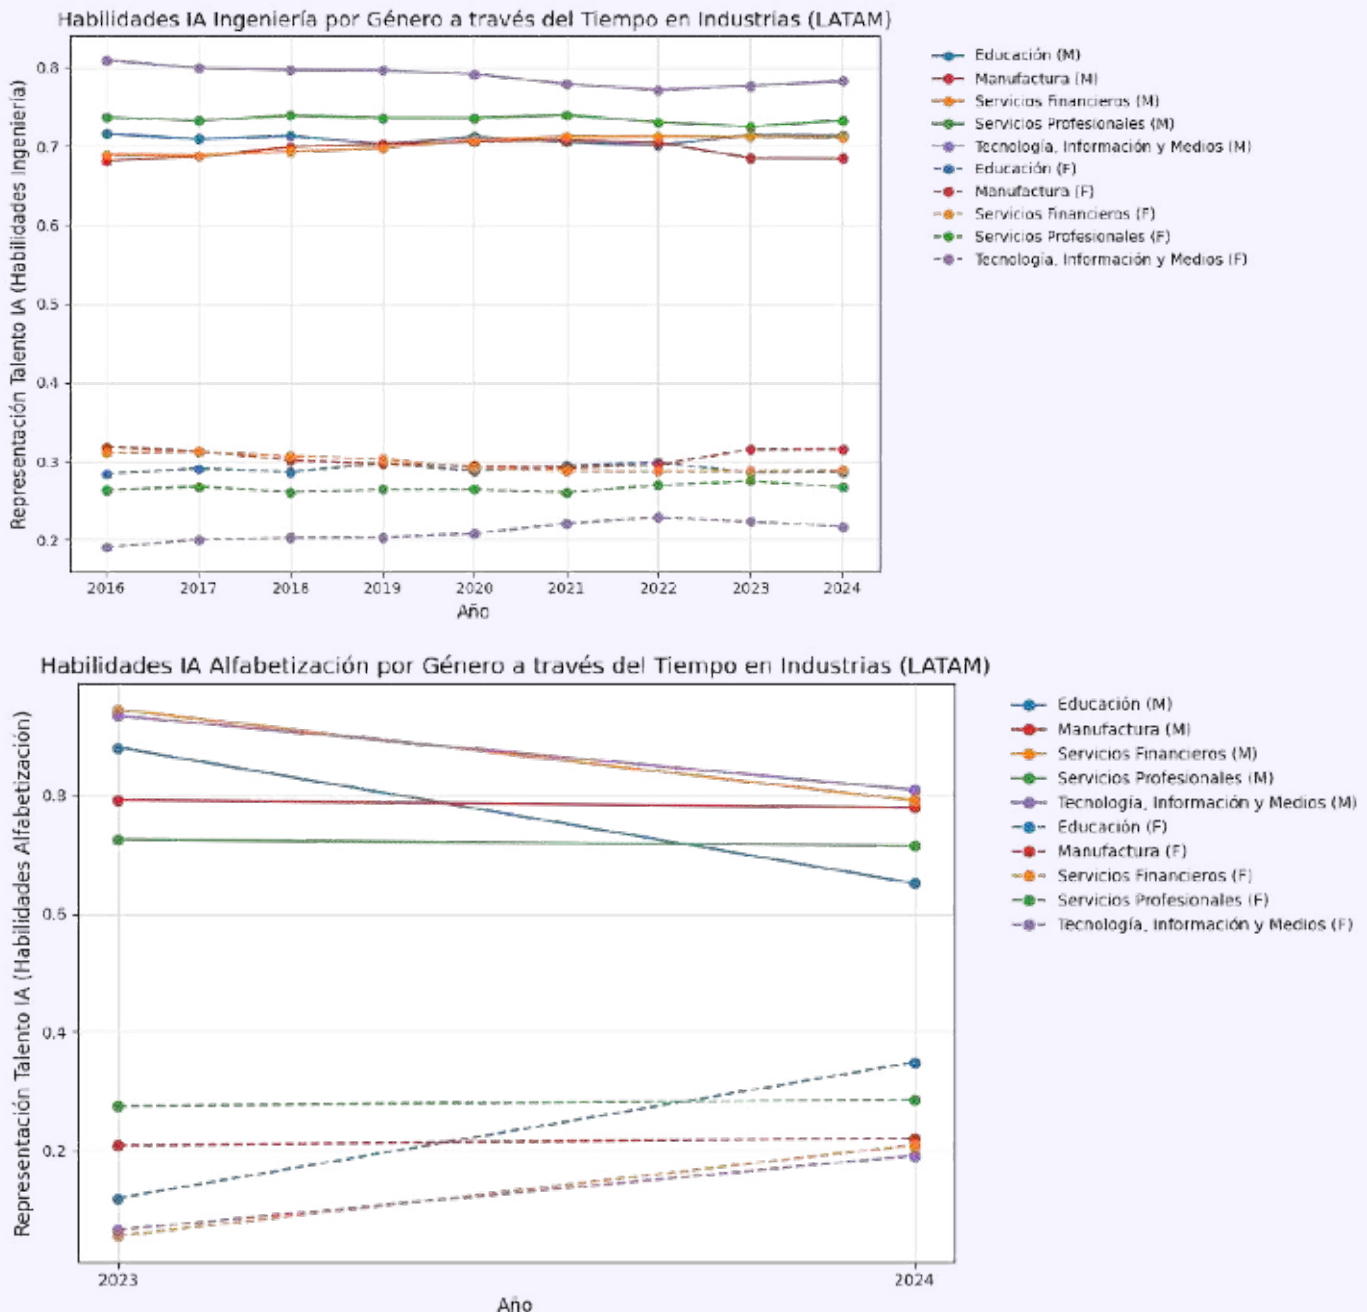 Habilidades IA Ingeniería por Género a través del Tiempo en Industrias (LATAM)
Representación Talento IA (Habilidades Ingeniería)
0.8
0.7
0.6
0.5
0.4
0.3
0.2
2016 2017 2018 2019 2020 2021 2022 2023 2024
Año
Educación (M)
Manufactura (M)
Servicios Financieros (M)
Servicios Profesionales (M)
Tecnología, Información y Medios (M)
Educación (F)
Manufactura (F)
Servicios Financieros (F)
Servicios Profesionales (F)
Tecnología, Información y Medios (F)
Habilidades IA Alfabetización por Género a través del Tiempo en Industrias (LATAM)
Representación Talento IA (Habilidades Alfabetización)
0.8
0.6
0.4
0.2
2023 2024
Año
Educación (M)
Manufactura (M)
Servicios Financieros (M)
Servicios Profesionales (M)
Tecnología, Información y Medios (M)
Educación (F)
Manufactura (F)
Servicios Financieros (F)
Servicios Profesionales (F)
Tecnología, Información y Medios (F)